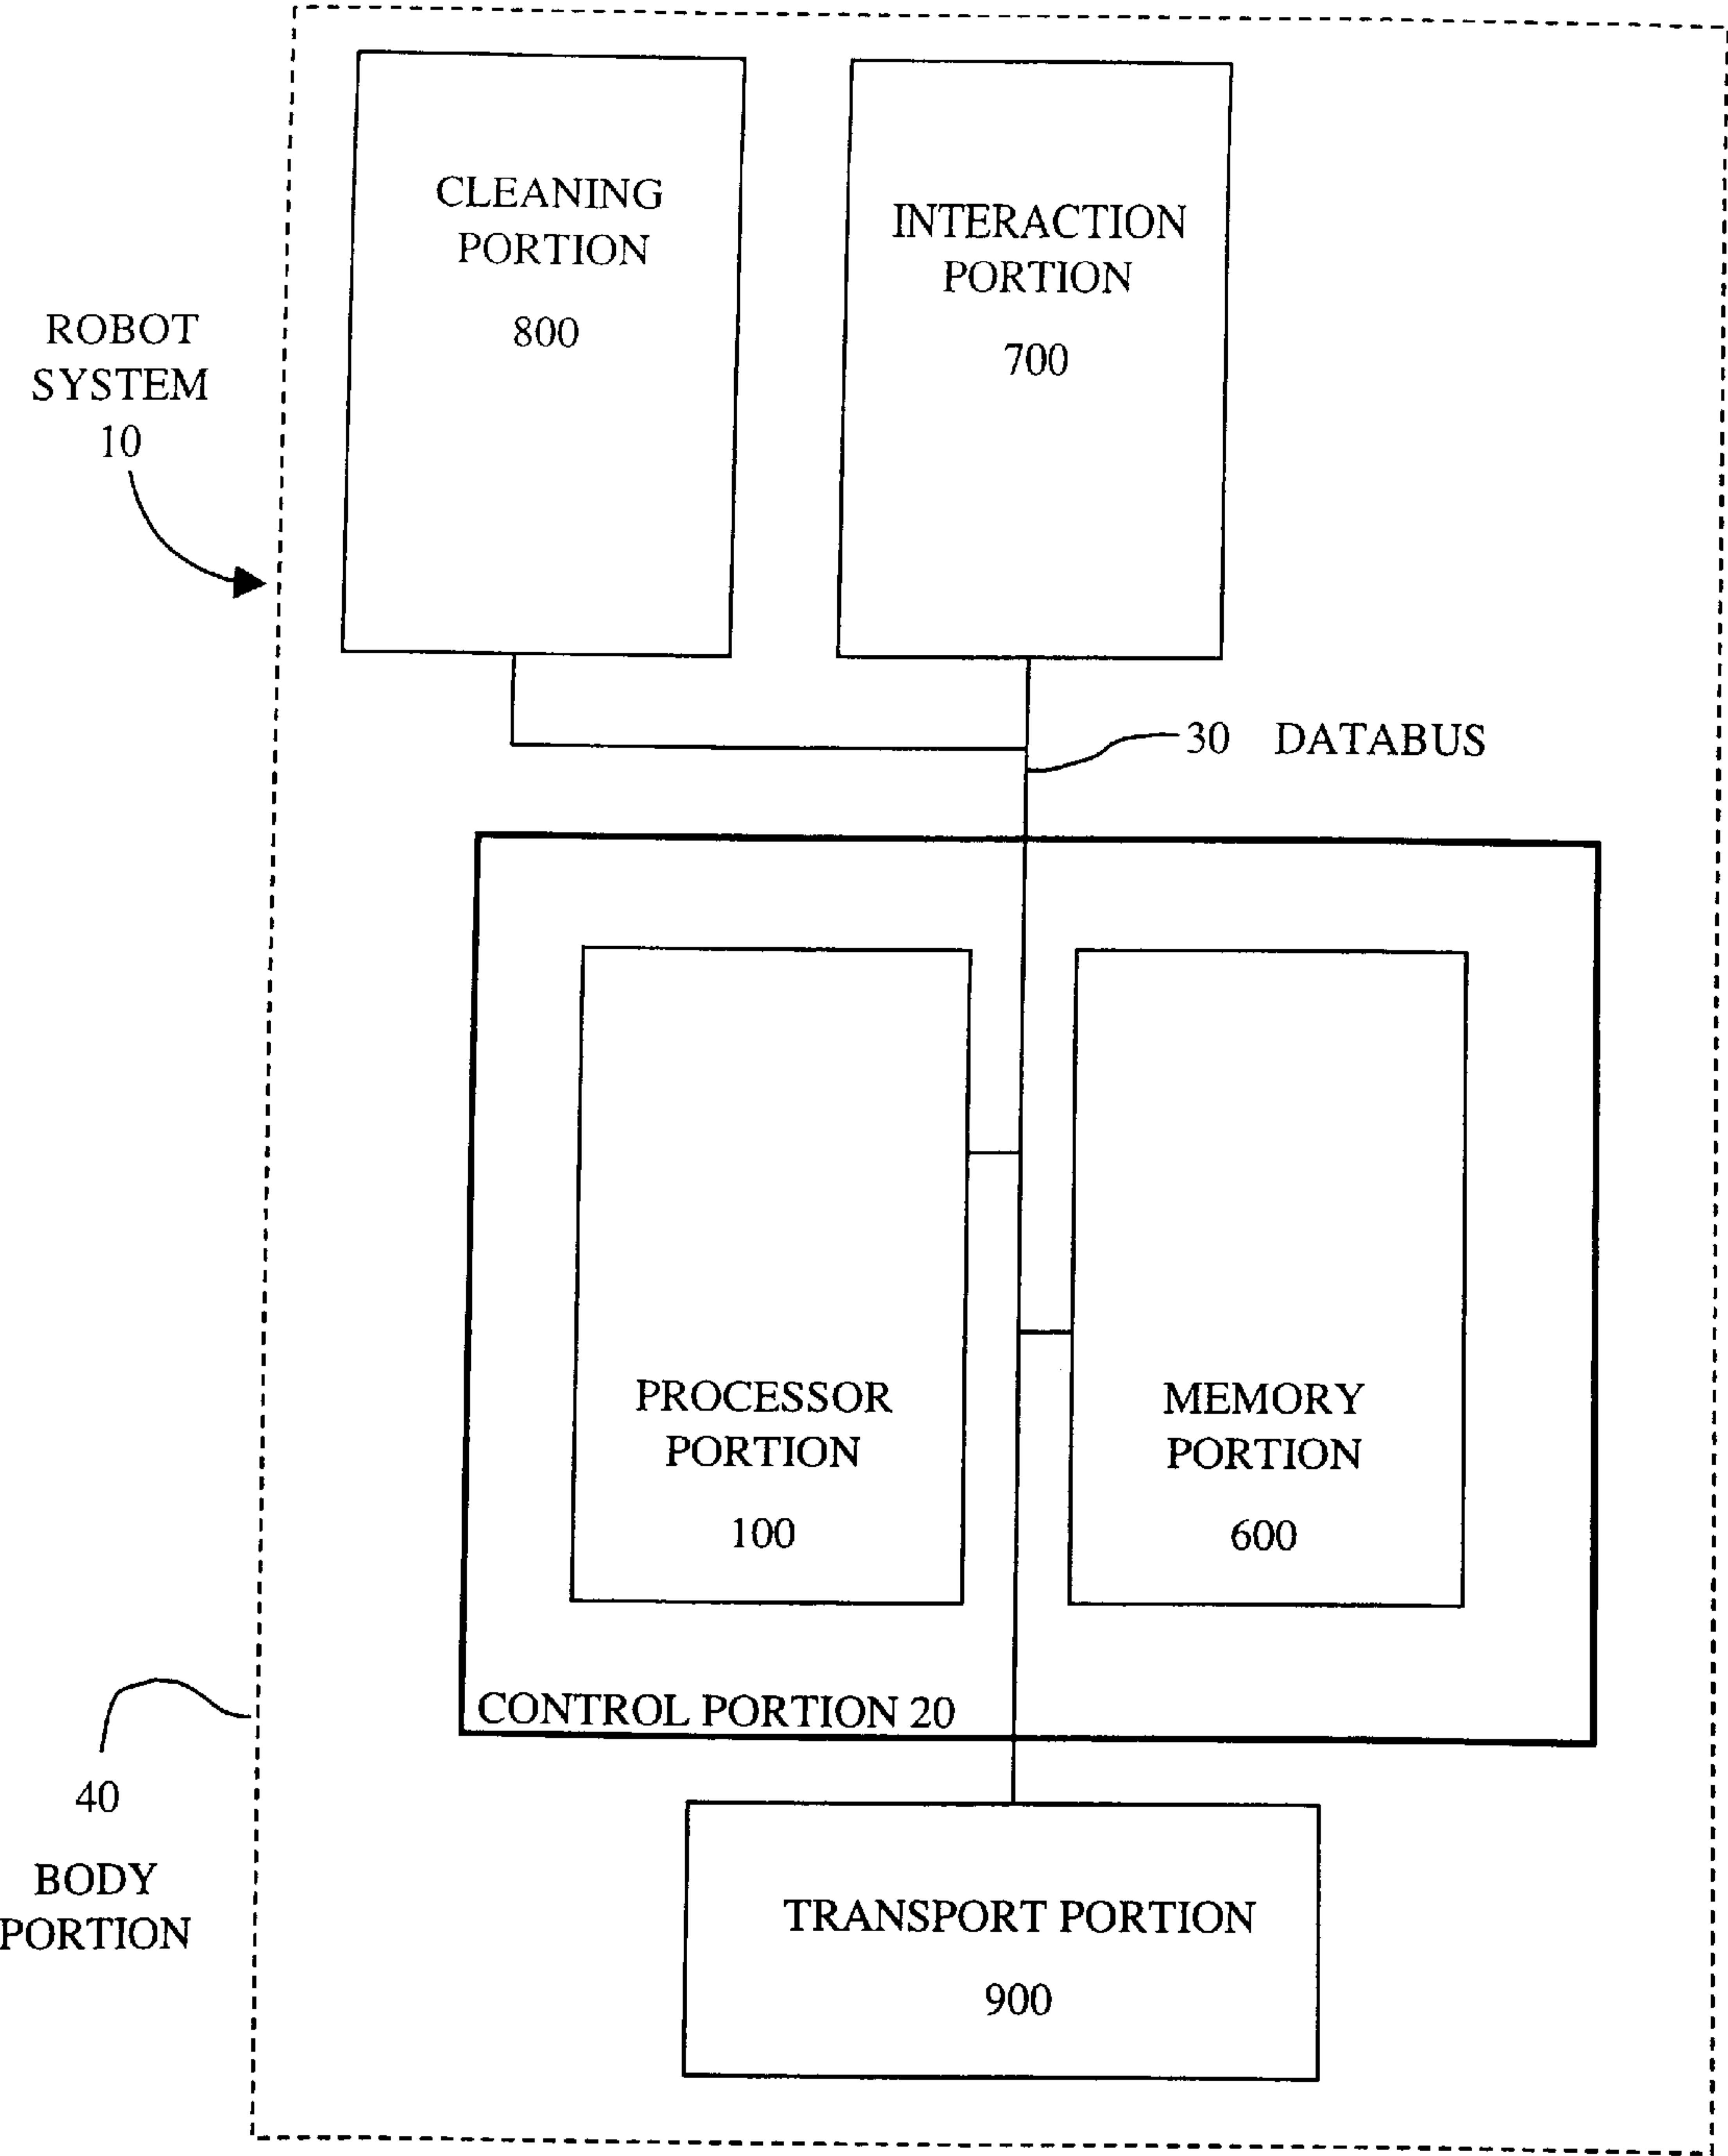 CLEANING
PORTION
800
INTERACTION
PORTION
700
ROBOT
SYSTEM
10
30 DATABUS
PROCESSOR
PORTION
100
MEMORY
PORTION
600
CONTROL PORTION 20
40
BODY
PORTION
TRANSPORT PORTION
900